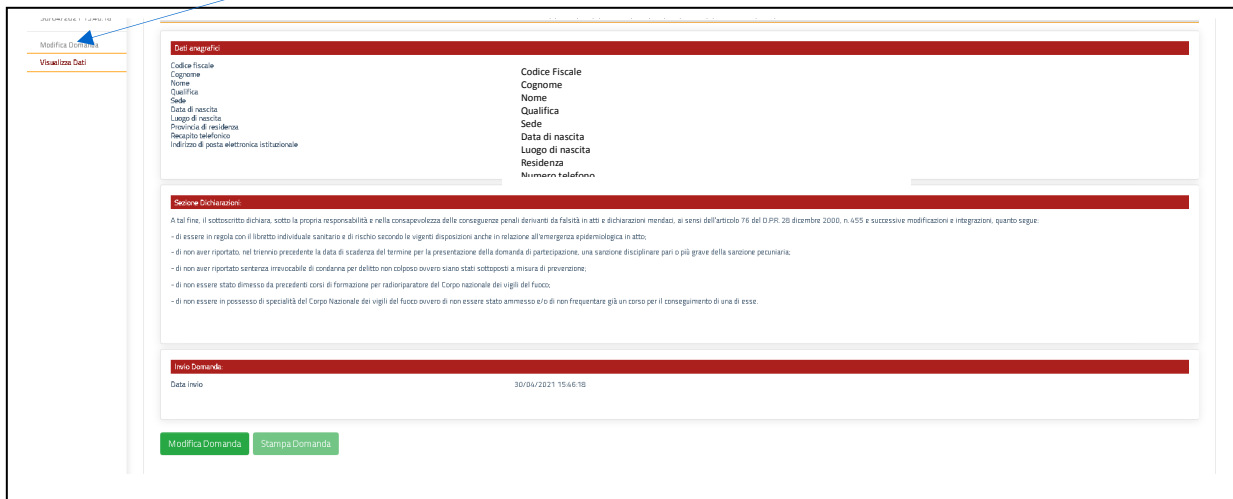 Modifica Domanda
Visualizza Dati
Dati anagrafici
Codice fiscale
Cognome
Nome
Qualifica
Sede
Data di nascita
Luogo di nascita
Provincia di residenza
Recapito telefonico
Indirizzo di posta elettronica istituzionale
Codice Fiscale
Cognome
Nome
Qualifica
Sede
Data di nascita
Luogo di nascita
Residenza
Numero telefono
Sezione Dichiarazioni:
A tal fine, il sottoscritto dichiara, sotto la propria responsabilità e nella consapevolezza delle conseguenze penali derivanti da falsità in atti e dichiarazioni mendaci, ai sensi dell'articolo 76 del D.P.R. 28 dicembre 2000, n. 455 e successive modificazioni e integrazioni, quanto segue:
- di essere in regola con il libretto individuale sanitario e di rischio secondo le vigenti disposizioni anche in relazione all'emergenza epidemiologica in atto;
- di non aver riportato, nel triennio precedente la data di scadenza del termine per la presentazione della domanda di partecipazione, una sanzione disciplinare pari o più grave della sanzione pecuniaria;
- di non aver riportato sentenza irrevocabile di condanna per delitto non colposo ovvero siano stati sottoposti a misura di prevenzione;
- di non essere stato dimesso da precedenti corsi di formazione per radioriparatore del Corpo nazionale dei vigili del fuoco;
- di non essere in possesso di specialità del Corpo Nazionale dei vigili del fuoco ovvero di non essere stato ammesso e/o di non frequentare già un corso per il conseguimento di una di esse.
Invio Domanda:
Data invio
30/04/2021 15:46:18
Modifica Domanda
Stampa Domanda